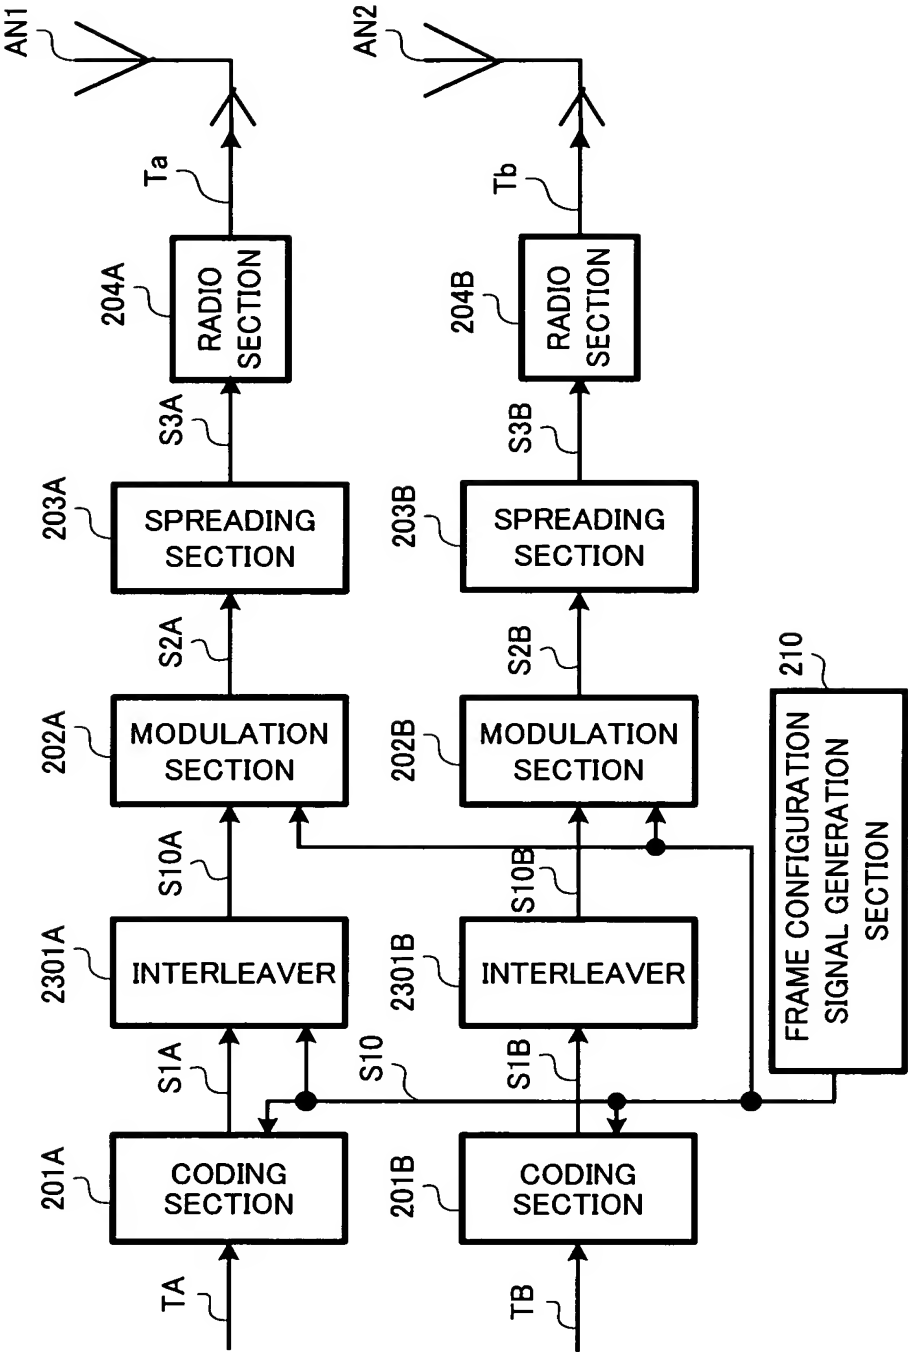 TA
201A
CODING
SECTION
S1A
2301A
INTERLEAVER
S10A
202A
MODULATION
SECTION
S2A
203A
SPREADING
SECTION
S3A
204A
RADIO
SECTION
Ta
AN1
TB
201B
CODING
SECTION
S10
S1B
2301B
INTERLEAVER
S10B
202B
MODULATION
SECTION
S2B
203B
SPREADING
SECTION
S3B
204B
RADIO
SECTION
Tb
AN2
FRAME CONFIGURATION
SIGNAL GENERATION
SECTION
210